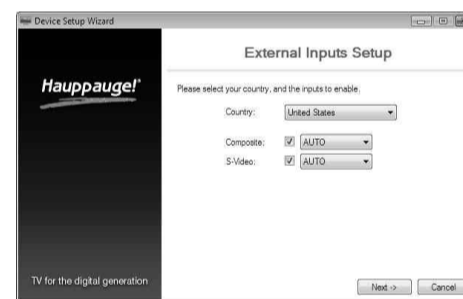 Device Setup Wizard
External Inputs Setup
Hauppauge!
Please select your country, and the inputs to enable.
Country: United States
Composite: AUTO
S-Video: AUTO
TV for the digital generation
Next -> Cancel